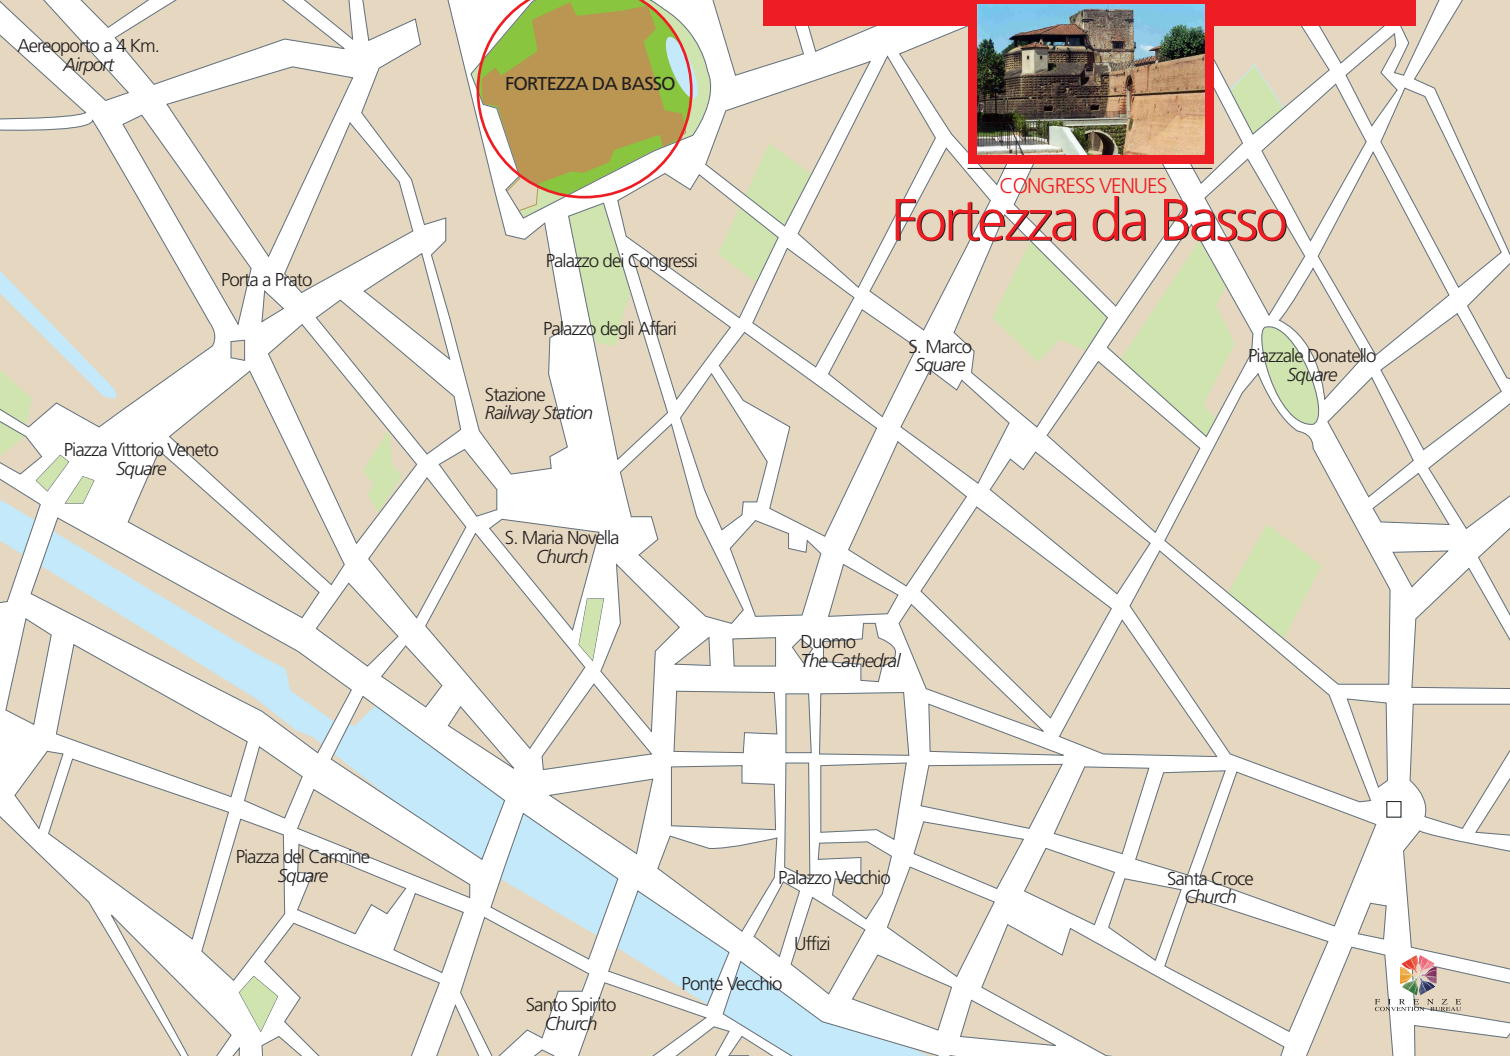 Aereoporto a 4 Km.
Airport
FORTEZZA DA BASSO
CONGRESS VENUES
Fortezza da Basso
Palazzo dei Congressi
Porta a Prato
Palazzo degli Affari
S. Marco
Square
Piazzale Donatello
Square
Stazione
Railway Station
Piazza Vittorio Veneto
Square
S. Maria Novella
Church
Duomo
The Cathedral
Piazza del Carmine
Square
Palazzo Vecchio
Santa Croce
Church
Uffizi
Ponte Vecchio
Santo Spirito
Church
FIRENZE
CONVENTION BUREAU